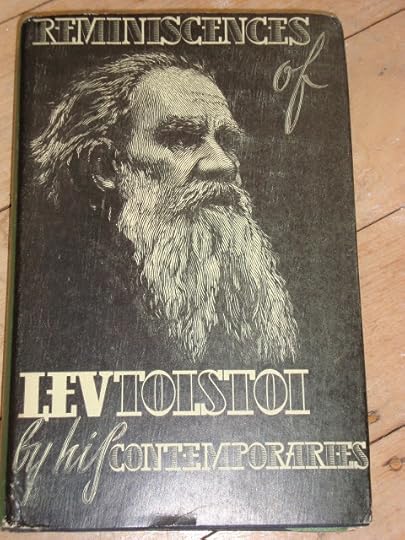 REMINISCENCES
of
LEV TOLSTOI
by his CONTEMPORARIES